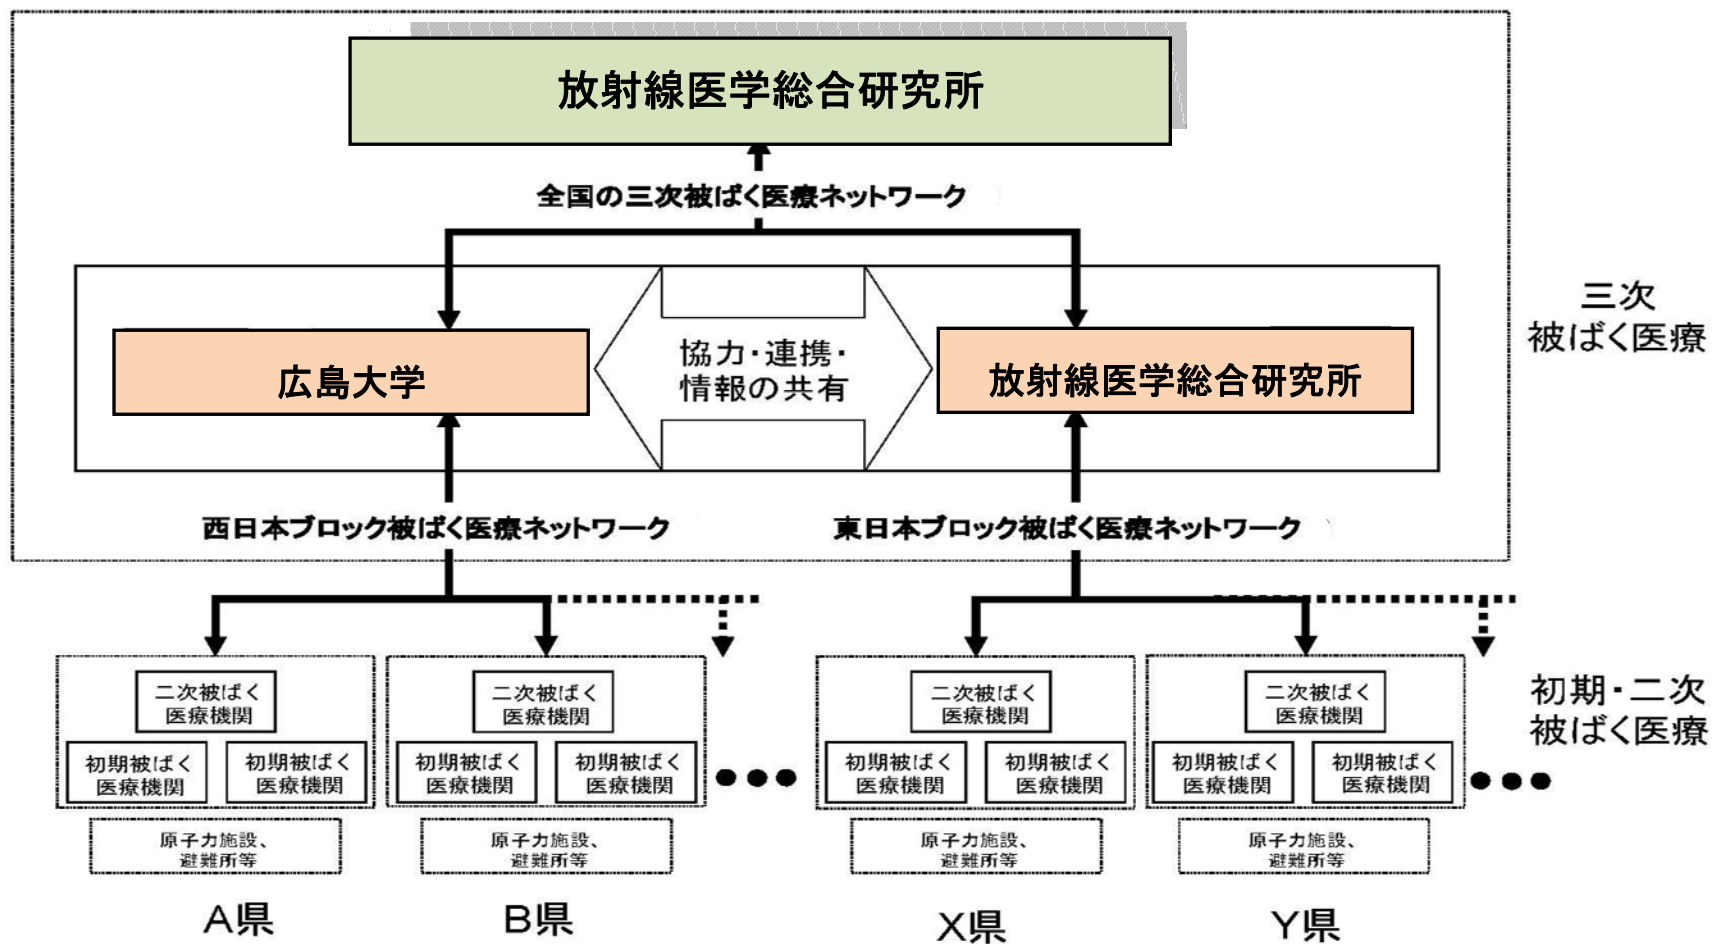 放射線医学総合研究所
全国の三次被ばく医療ネットワーク
三次
被ばく医療
広島大学
協力・連携・
情報の共有
放射線医学総合研究所
西日本ブロック被ばく医療ネットワーク
東日本ブロック被ばく医療ネットワーク
初期・二次
被ばく医療
二次被ばく
医療機関
初期被ばく
医療機関
初期被ばく
医療機関
原子力施設、
避難所等
A県
二次被ばく
医療機関
初期被ばく
医療機関
初期被ばく
医療機関
原子力施設、
避難所等
B県
二次被ばく
医療機関
初期被ばく
医療機関
初期被ばく
医療機関
原子力施設、
避難所等
X県
二次被ばく
医療機関
初期被ばく
医療機関
初期被ばく
医療機関
原子力施設、
避難所等
Y県